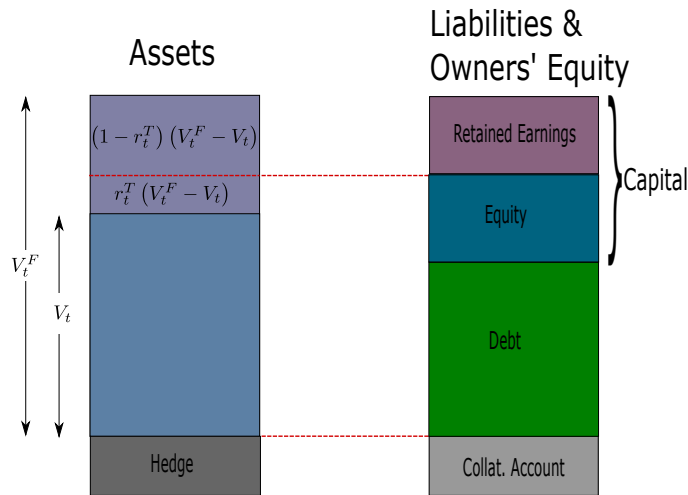 Assets
Liabilities &
Owners' Equity
$(1 - r_t^T)(V_t^F - V_t)$
Retained Earnings
$r_t^T(V_t^F - V_t)$
Capital
Equity
$V_t^F$
$V_t$
Debt
Hedge
Collat. Account